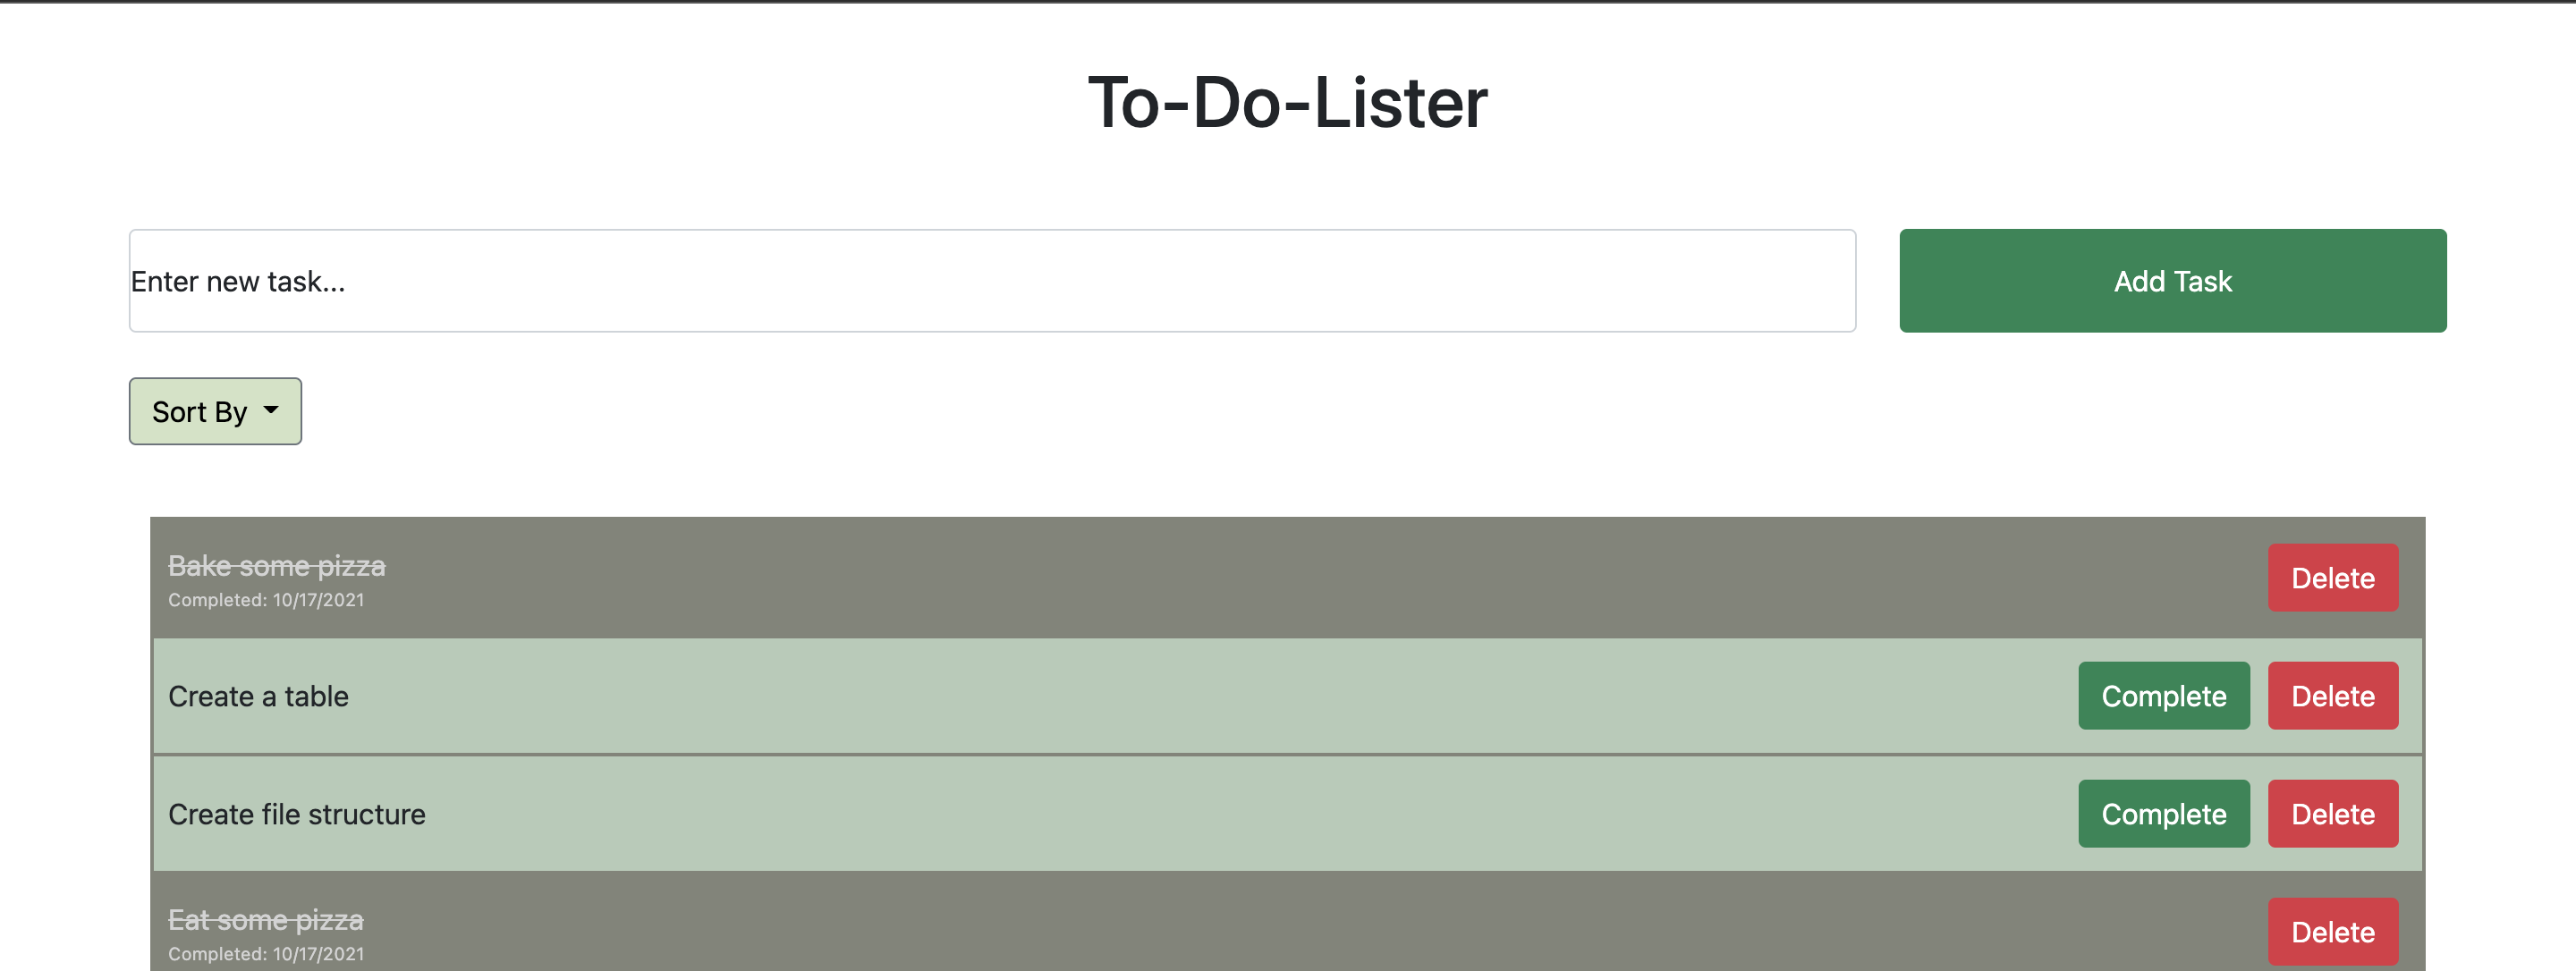 To-Do-Lister
Enter new task...
Add Task
Sort By
Bake some pizza
Completed: 10/17/2021
Delete
Create a table
Complete
Delete
Create file structure
Complete
Delete
Eat some pizza
Completed: 10/17/2021
Delete